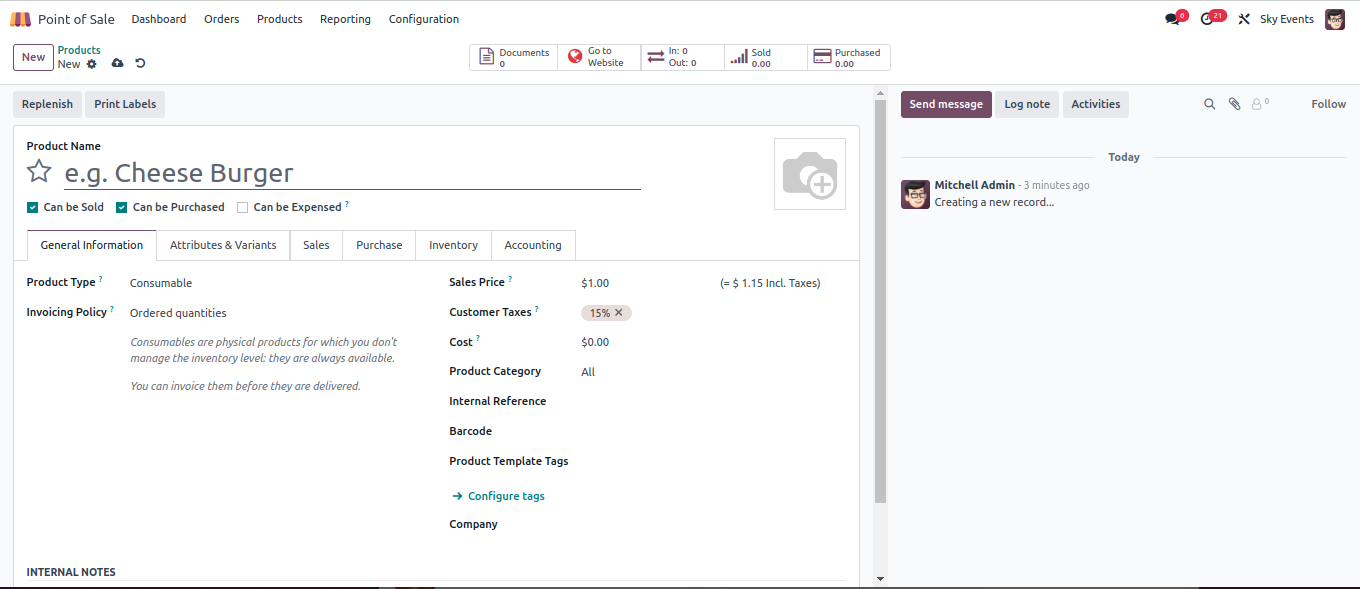 Point of Sale Dashboard Orders Products Reporting Configuration 6 21 Sky Events
New Products
New
Documents 0
Go to Website
In: 0
Out: 0
Sold 0.00
Purchased 0.00
Replenish Print Labels
Send message Log note Activities 0 Follow
Product Name
e.g. Cheese Burger
Can be Sold Can be Purchased Can be Expensed ?
General Information Attributes & Variants Sales Purchase Inventory Accounting
Product Type ? Consumable
Invoicing Policy ? Ordered quantities
Consumables are physical products for which you don't
manage the inventory level: they are always available.
You can invoice them before they are delivered.
Sales Price ? $1.00 (= $ 1.15 Incl. Taxes)
Customer Taxes ? 15% ✕
Cost ? $0.00
Product Category All
Internal Reference
Barcode
Product Template Tags
→ Configure tags
Company
INTERNAL NOTES
Today
Mitchell Admin - 3 minutes ago
Creating a new record...